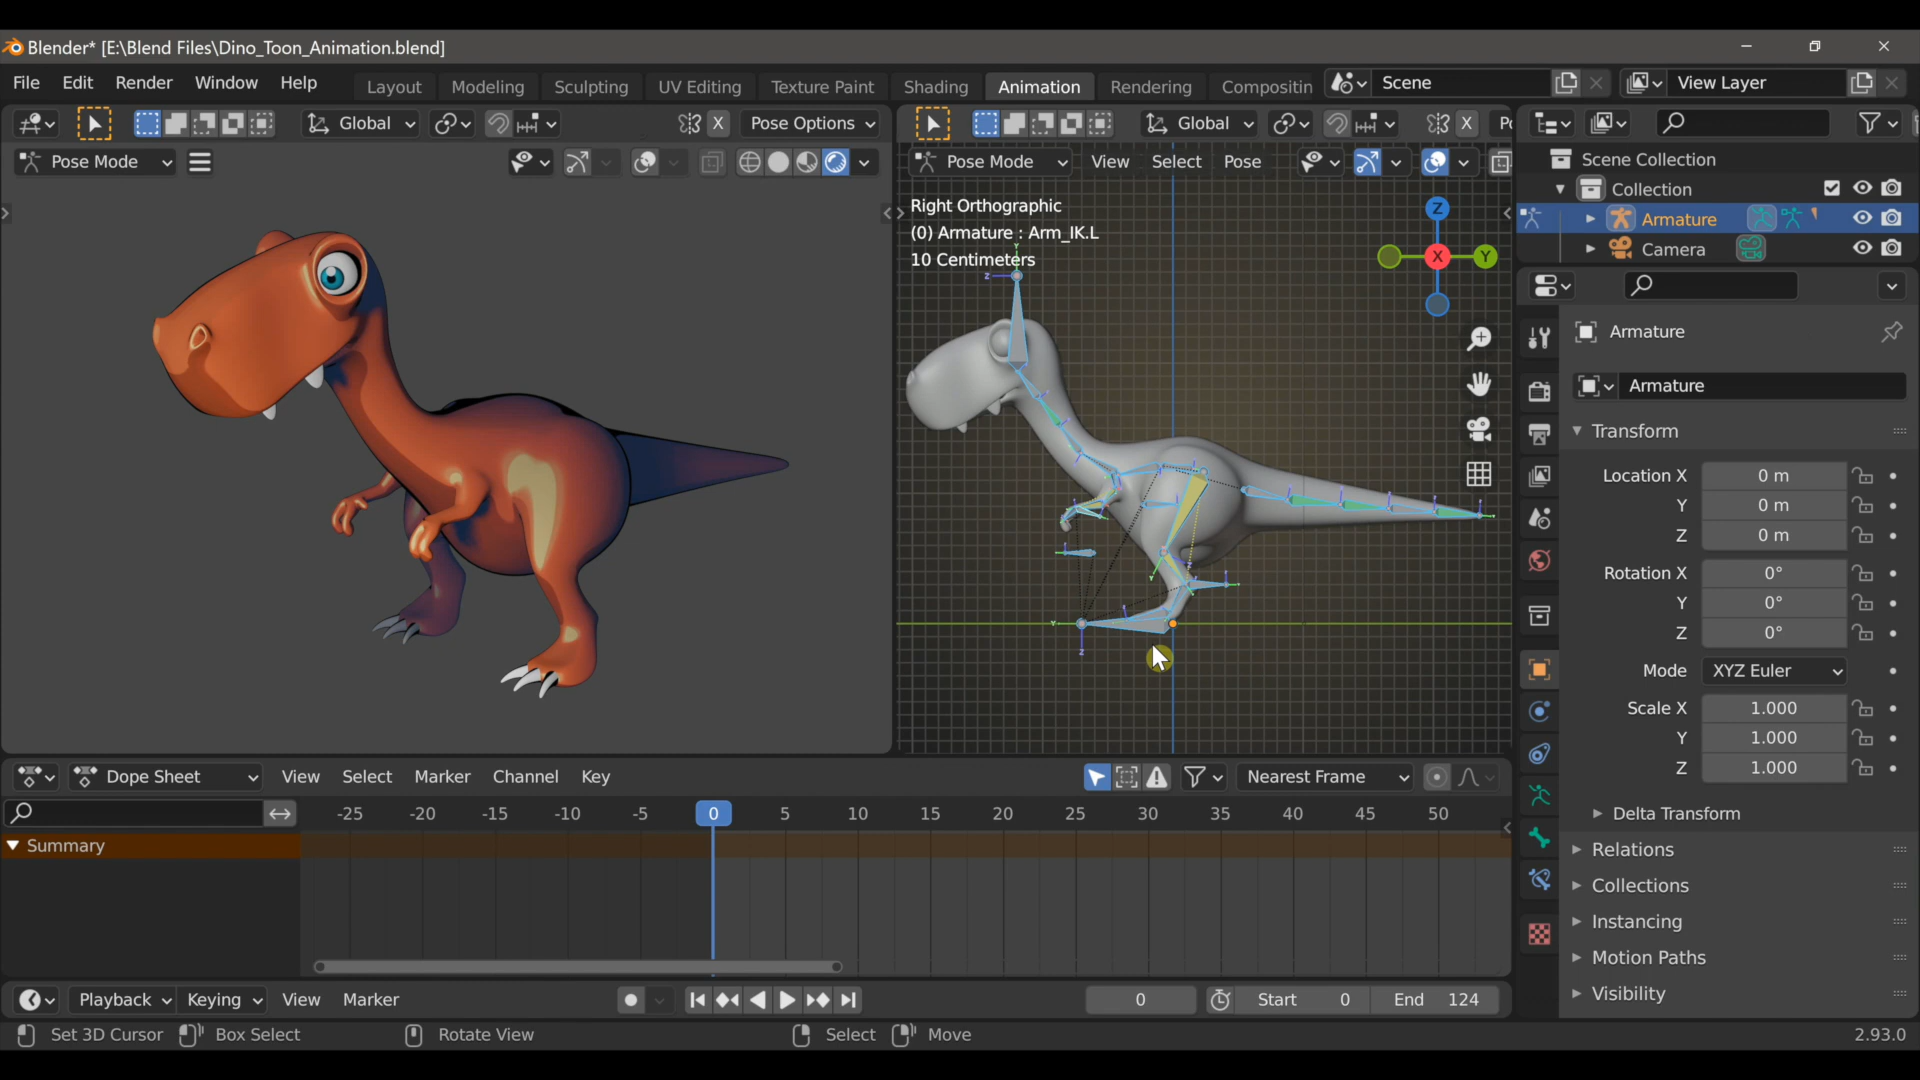 Blender* [E:\Blend Files\Dino_Toon_Animation.blend]
File Edit Render Window Help Layout Modeling Sculpting UV Editing Texture Paint Shading Animation Rendering Compositin Scene View Layer
Global X Pose Options Global X
Pose Mode Pose Mode View Select Pose
Scene Collection
Collection
Armature
Camera
Right Orthographic
(0) Armature : Arm_IK.L
10 Centimeters
Z
X
Y
Armature
Armature
Transform
Location X 0 m
Y 0 m
Z 0 m
Rotation X 0°
Y 0°
Z 0°
Mode XYZ Euler
Scale X 1.000
Y 1.000
Z 1.000
Delta Transform
Relations
Collections
Instancing
Motion Paths
Visibility
Dope Sheet View Select Marker Channel Key Nearest Frame
-25 -20 -15 -10 -5 0 5 10 15 20 25 30 35 40 45 50
Summary
Playback Keying View Marker 0 Start 0 End 124
Set 3D Cursor Box Select Rotate View Select Move 2.93.0